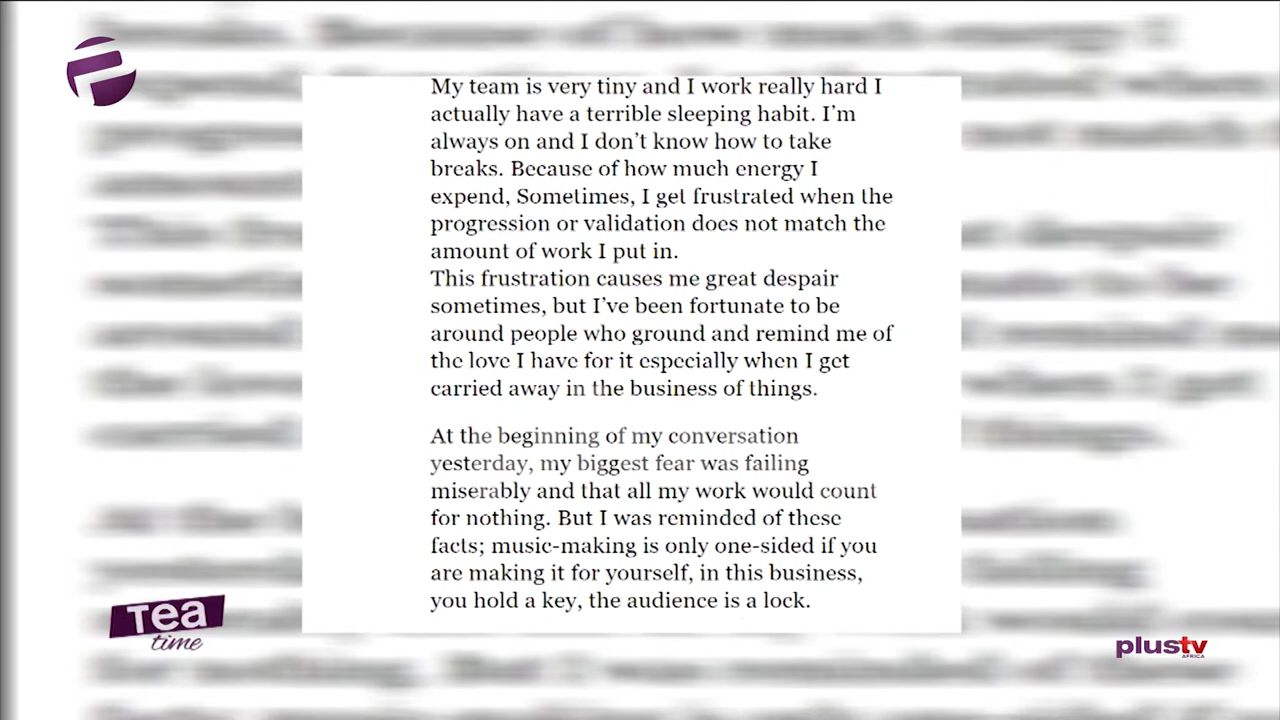 My team is very tiny and I work really hard I
actually have a terrible sleeping habit. I'm
always on and I don't know how to take
breaks. Because of how much energy I
expend, Sometimes, I get frustrated when the
progression or validation does not match the
amount of work I put in.
This frustration causes me great despair
sometimes, but I've been fortunate to be
around people who ground and remind me of
the love I have for it especially when I get
carried away in the business of things.
At the beginning of my conversation
yesterday, my biggest fear was failing
miserably and that all my work would count
for nothing. But I was reminded of these
facts; music-making is only one-sided if you
are making it for yourself, in this business,
you hold a key, the audience is a lock.
Tea
time
plustv
AFRICA